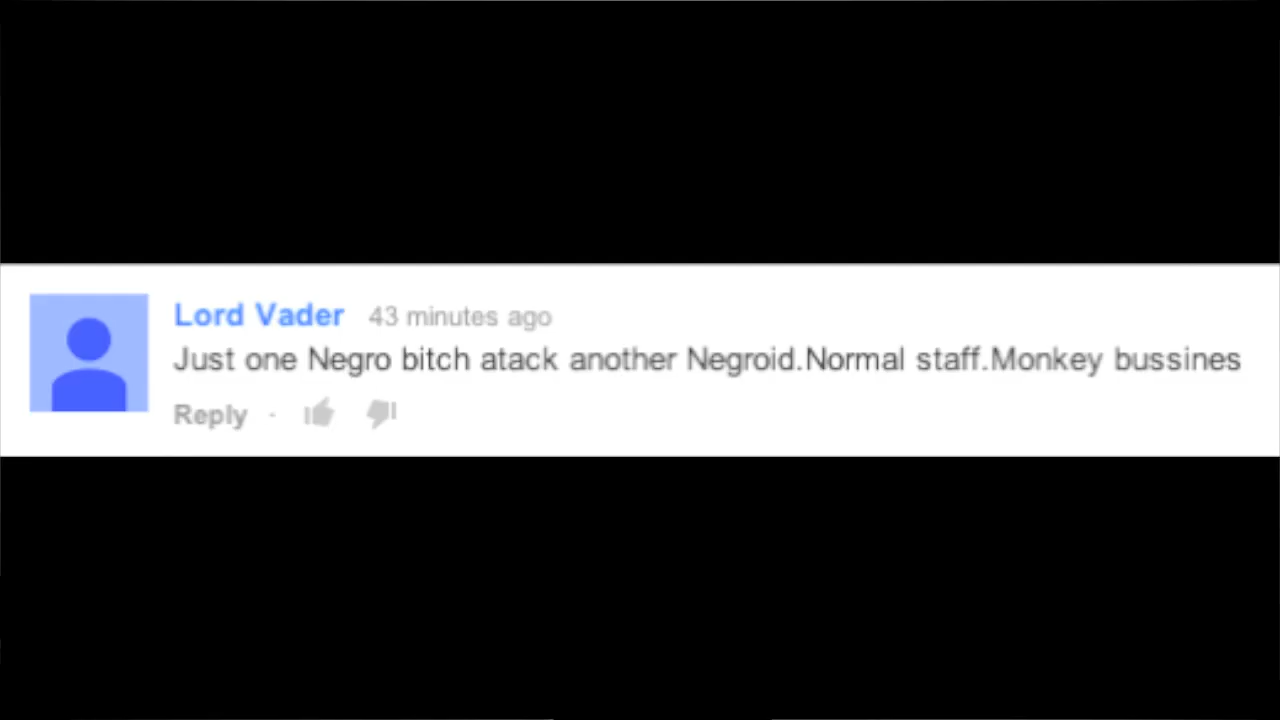 Lord Vader 43 minutes ago
Just one Negro bitch atack another Negroid.Normal staff.Monkey bussines
Reply ·